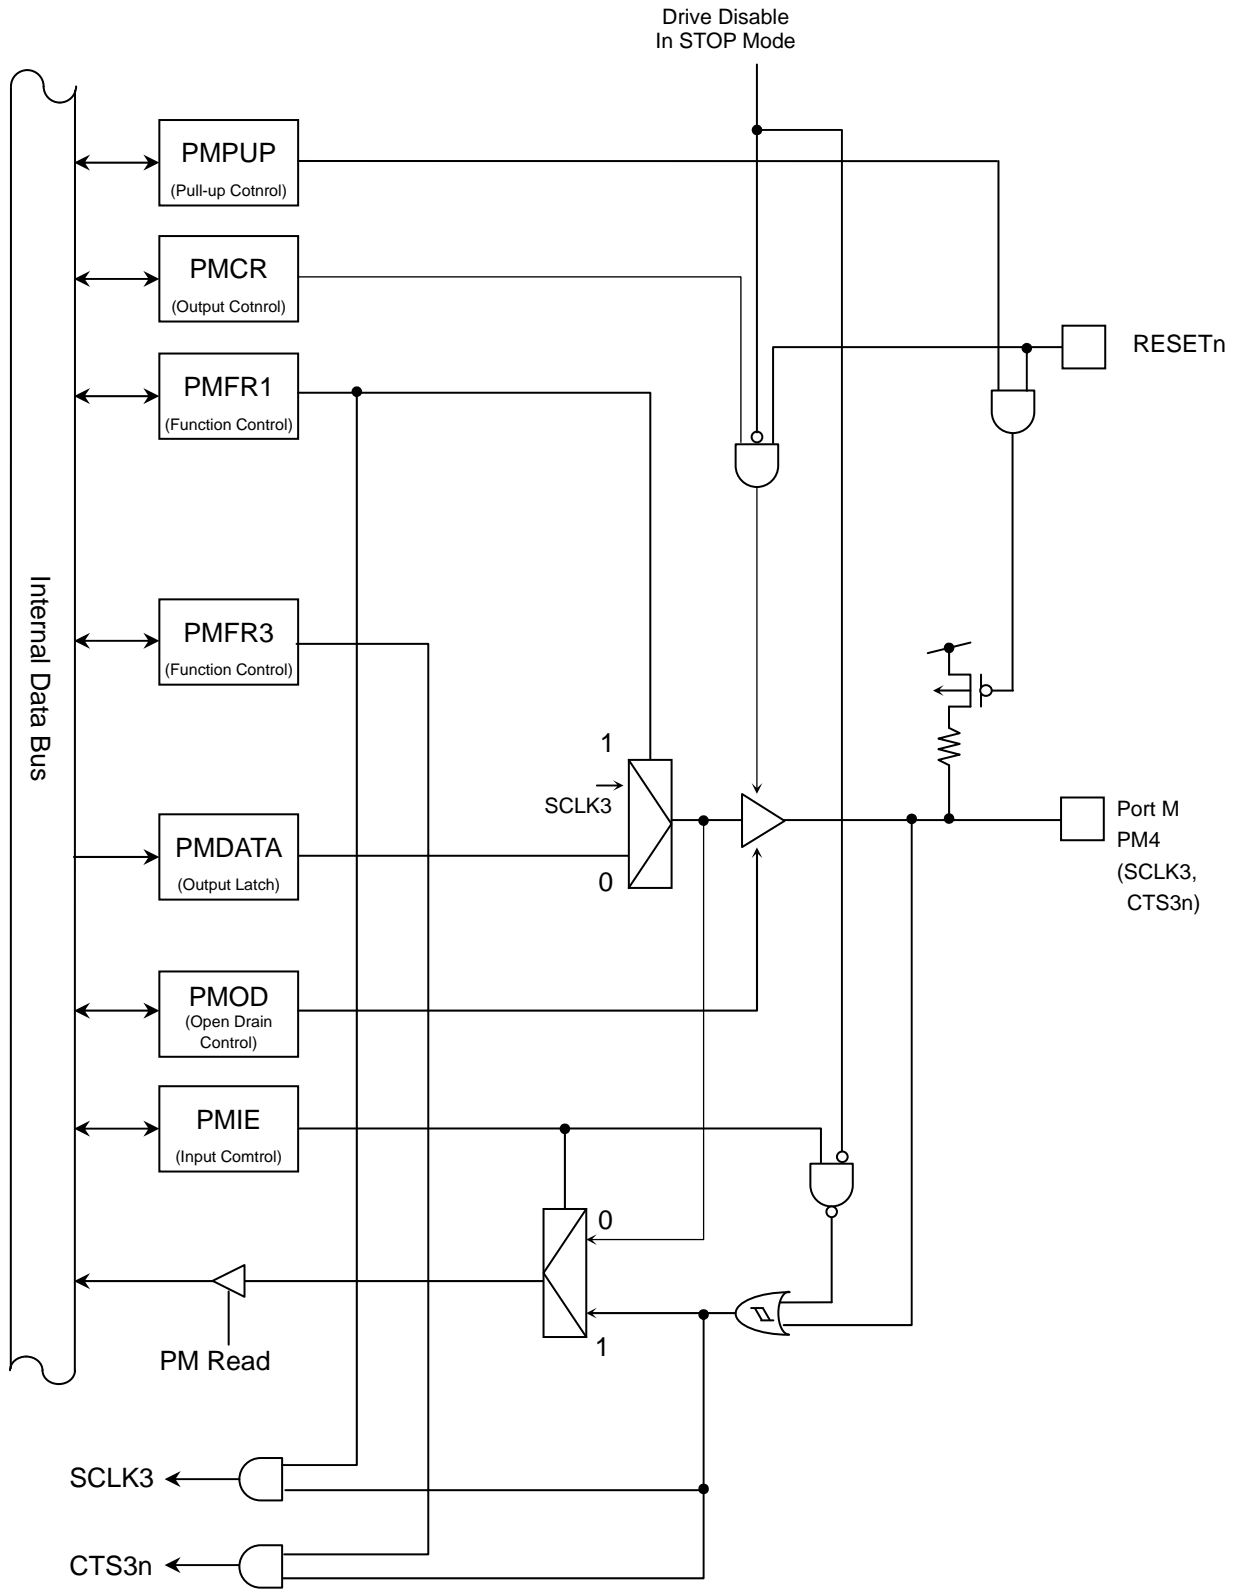 Drive Disable
In STOP Mode
PMPUP
(Pull-up Cotnrol)
PMCR
(Output Cotnrol)
PMFR1
(Function Control)
RESETn
Internal Data Bus
PMFR3
(Function Control)
1
SCLK3
PMDATA
(Output Latch)
0
Port M
PM4
(SCLK3,
CTS3n)
PMOD
(Open Drain
Control)
PMIE
(Input Comtrol)
0
1
PM Read
SCLK3
CTS3n